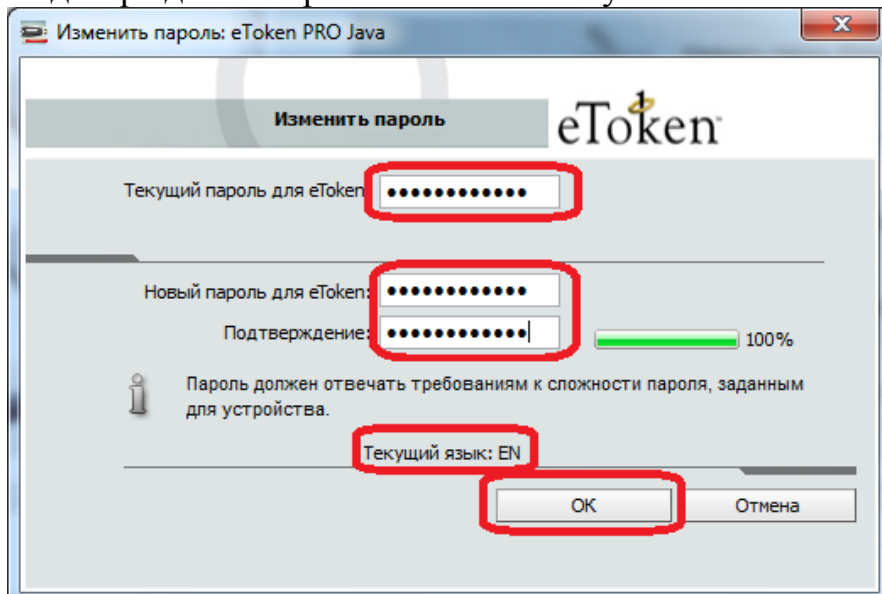 Изменить пароль: eToken PRO Java
Изменить пароль
eToken
Текущий пароль для eToken
••••••••••••
Новый пароль для eToken:
••••••••••••
Подтверждение:
••••••••••••
100%
Пароль должен отвечать требованиям к сложности пароля, заданным
для устройства.
Текущий язык: EN
ОК
Отмена